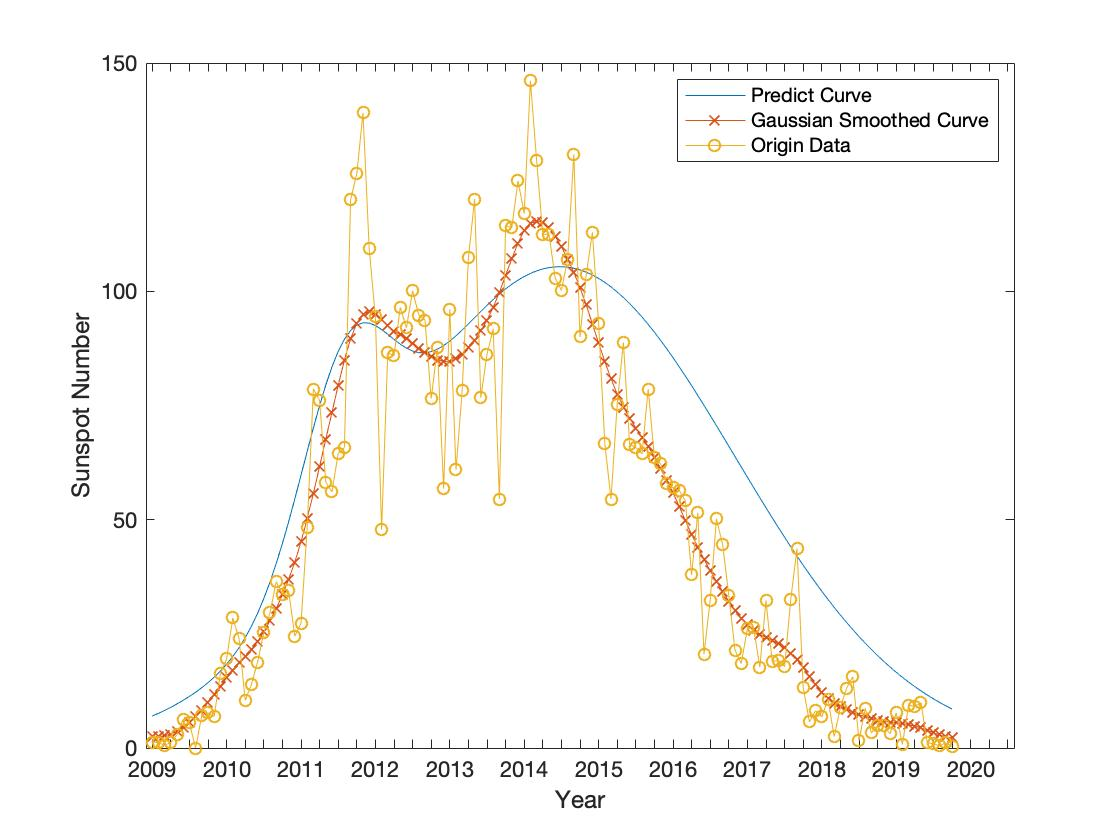 150
Predict Curve
Gaussian Smoothed Curve
Origin Data
100
Sunspot Number
50
0
2009 2010 2011 2012 2013 2014 2015 2016 2017 2018 2019 2020
Year